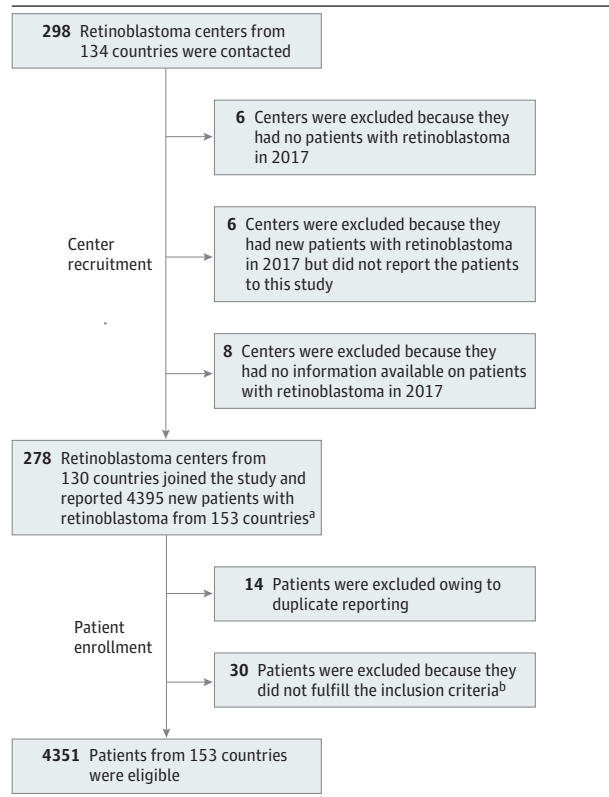 298 Retinoblastoma centers from
134 countries were contacted
6 Centers were excluded because they
had no patients with retinoblastoma
in 2017
6 Centers were excluded because they
had new patients with retinoblastoma
in 2017 but did not report the patients
to this study
Center
recruitment
8 Centers were excluded because they
had no information available on patients
with retinoblastoma in 2017
278 Retinoblastoma centers from
130 countries joined the study and
reported 4395 new patients with
retinoblastoma from 153 countriesa
14 Patients were excluded owing to
duplicate reporting
Patient
enrollment
30 Patients were excluded because they
did not fulfill the inclusion criteriab
4351 Patients from 153 countries
were eligible